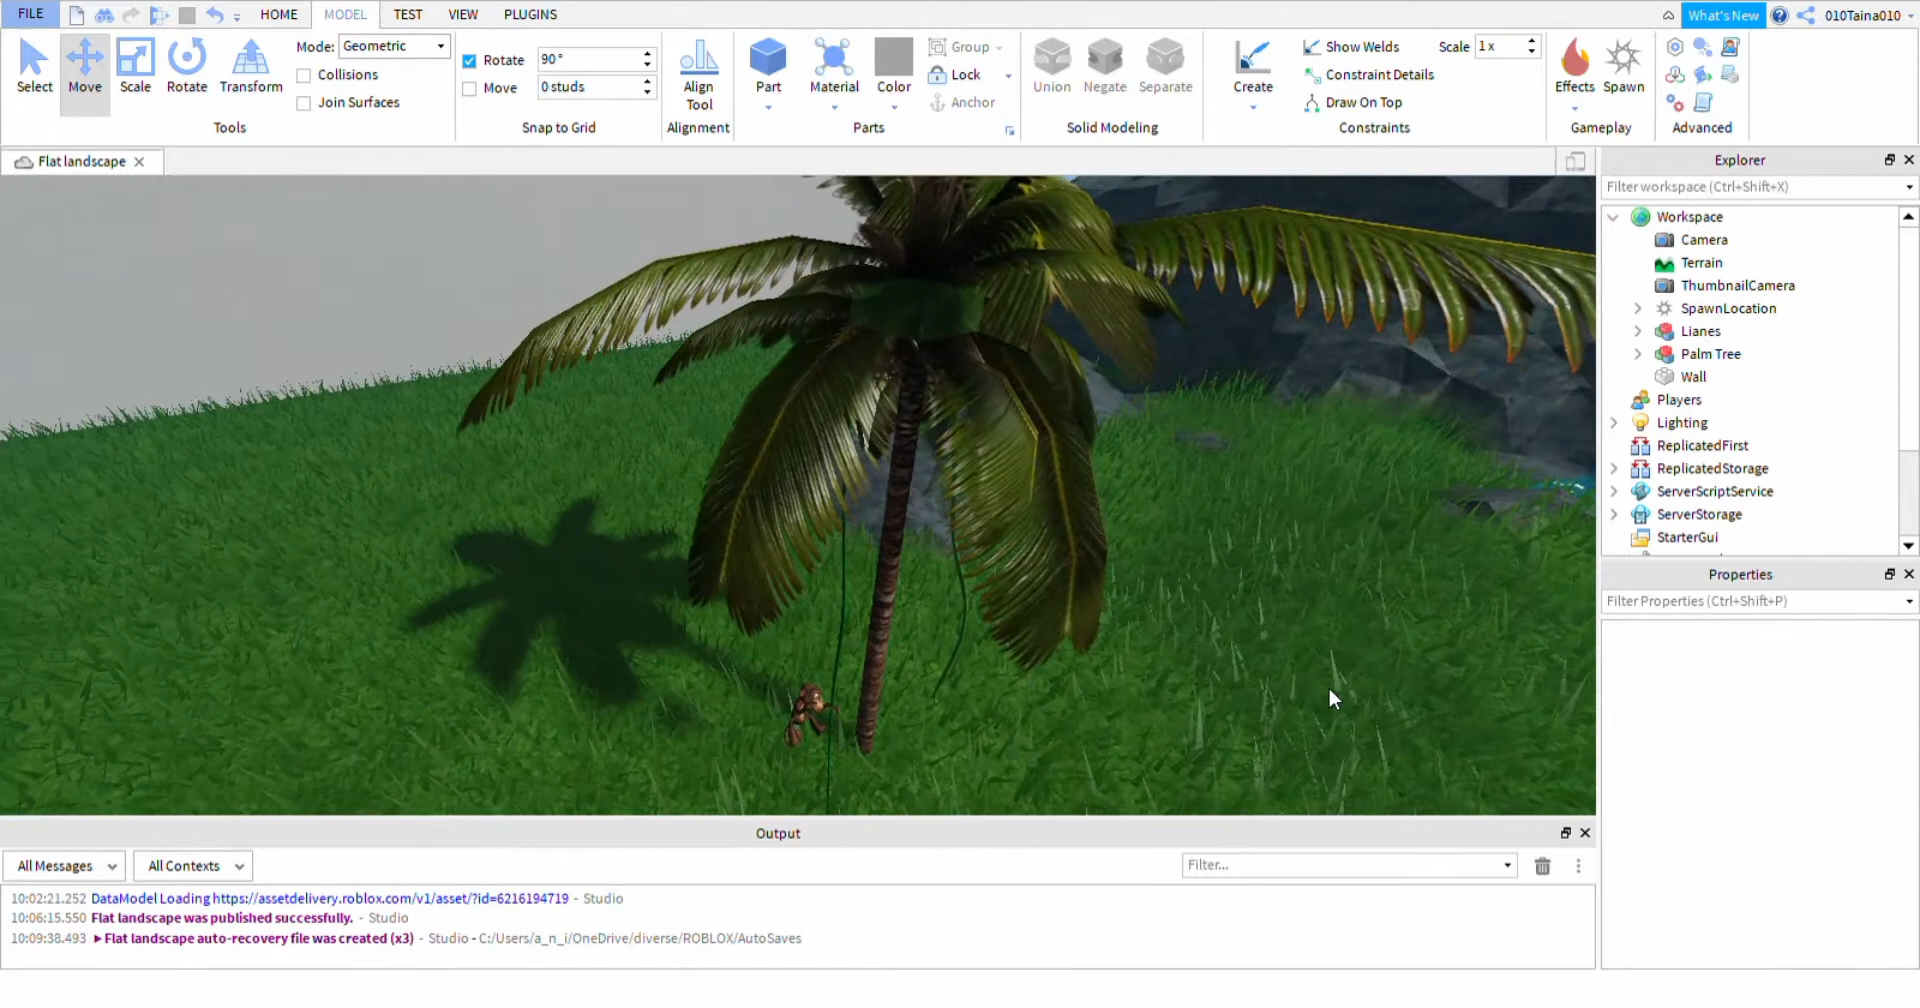 FILE HOME MODEL TEST VIEW PLUGINS What's New 010Taina010
Select Move Scale Rotate Transform
Mode: Geometric
Collisions
Join Surfaces
Tools
Rotate 90°
Move 0 studs
Snap to Grid
Align Tool
Alignment
Part Material Color
Group
Lock
Anchor
Parts
Union Negate Separate
Solid Modeling
Create
Show Welds Scale 1 x
Constraint Details
Draw On Top
Constraints
Effects Spawn
Gameplay
Advanced
Flat landscape
Explorer
Filter workspace (Ctrl+Shift+X)
Workspace
Camera
Terrain
ThumbnailCamera
SpawnLocation
Lianes
Palm Tree
Wall
Players
Lighting
ReplicatedFirst
ReplicatedStorage
ServerScriptService
ServerStorage
StarterGui
Properties
Filter Properties (Ctrl+Shift+P)
Output
All Messages All Contexts Filter...
10:02:21.252 DataModel Loading https://assetdelivery.roblox.com/v1/asset/?id=6216194719 - Studio
10:06:15.550 Flat landscape was published successfully. - Studio
10:09:38.493 ▶ Flat landscape auto-recovery file was created (x3) - Studio - C:/Users/a_n_i/OneDrive/diverse/ROBLOX/AutoSaves